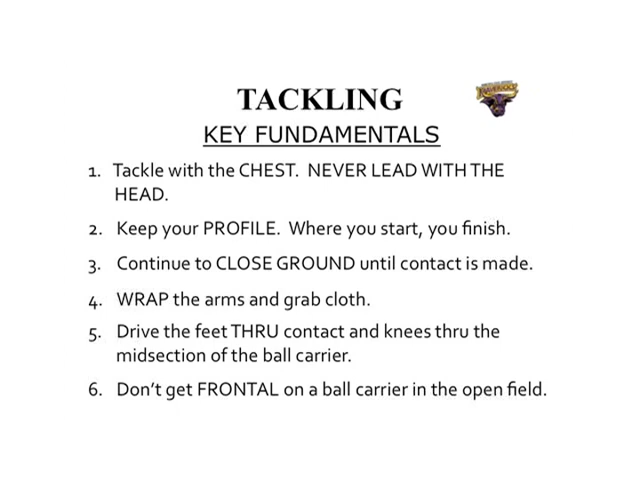 TACKLING
MAVERICKS
KEY FUNDAMENTALS
1. Tackle with the CHEST. NEVER LEAD WITH THE
HEAD.
2. Keep your PROFILE. Where you start, you finish.
3. Continue to CLOSE GROUND until contact is made.
4. WRAP the arms and grab cloth.
5. Drive the feet THRU contact and knees thru the
midsection of the ball carrier.
6. Don't get FRONTAL on a ball carrier in the open field.